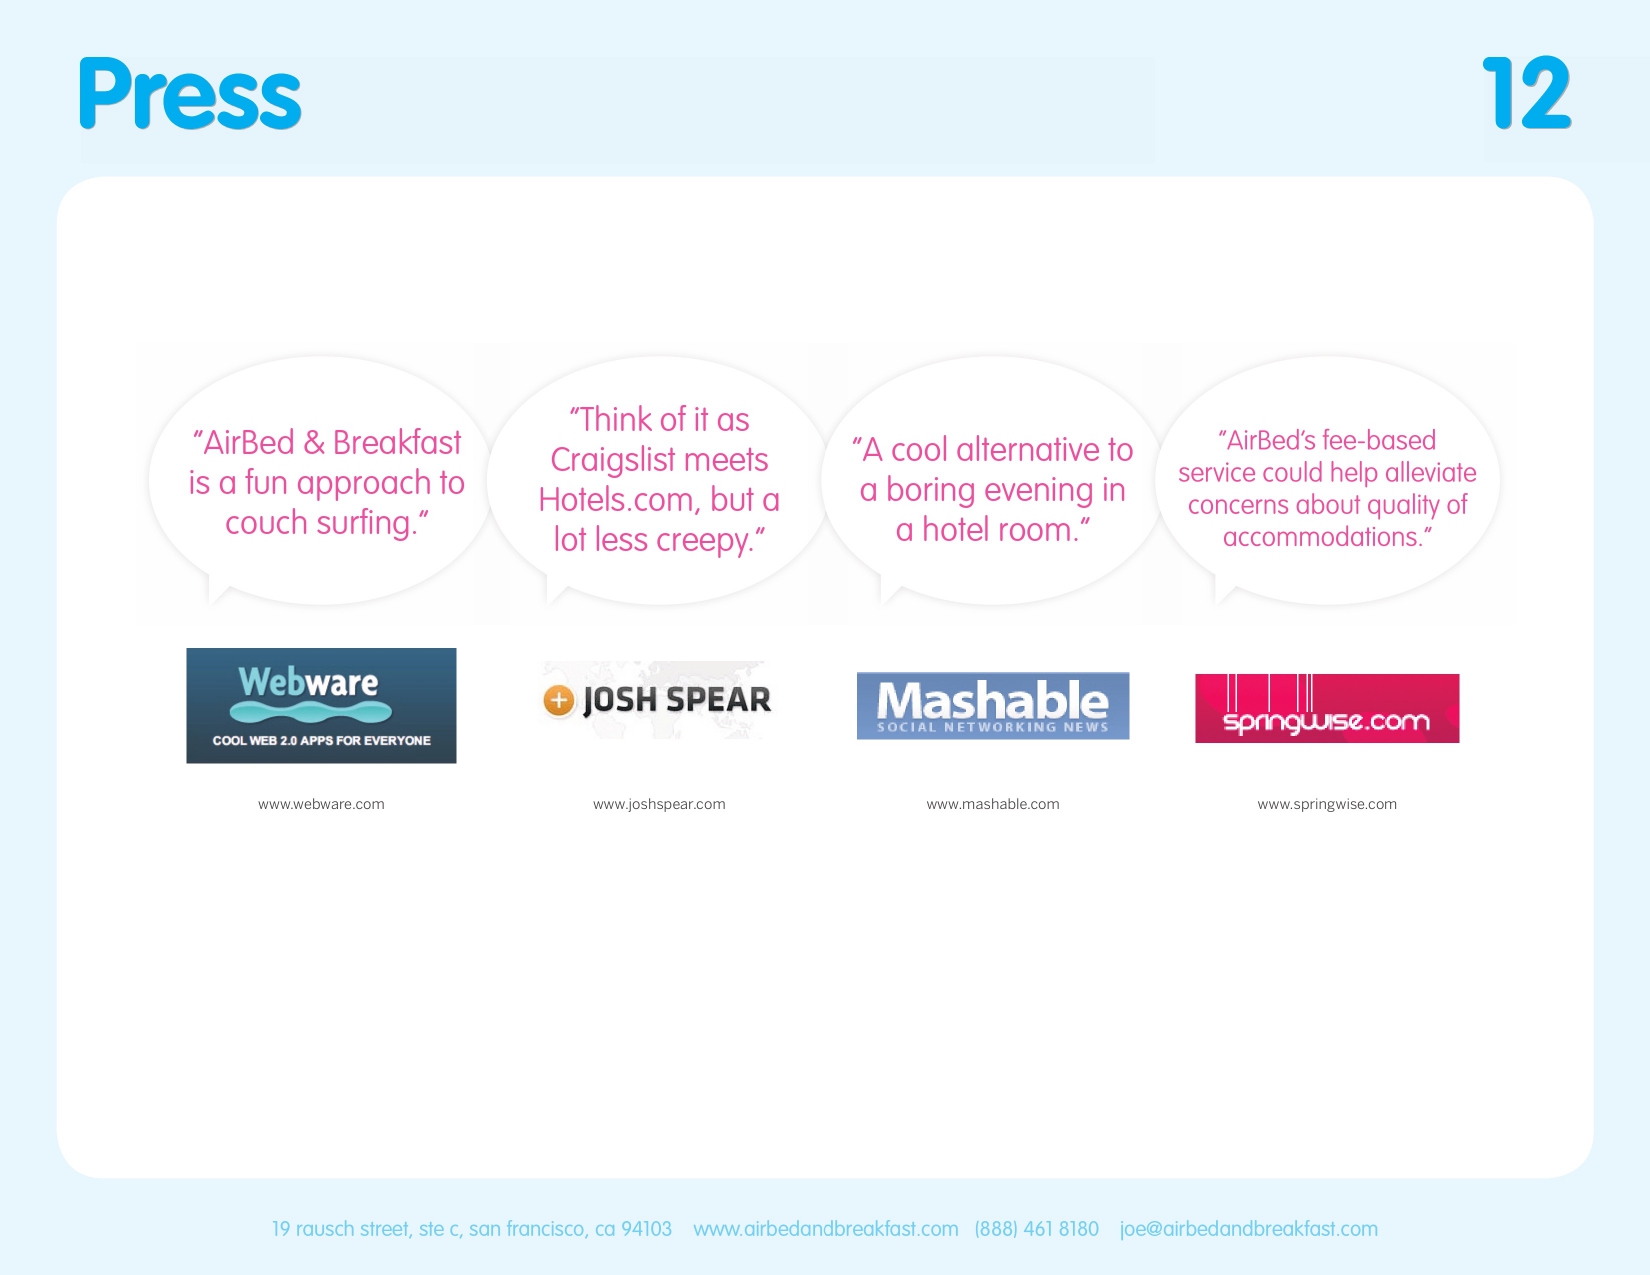 Press
12
“AirBed & Breakfast
is a fun approach to
couch surfing.”
“Think of it as
Craigslist meets
Hotels.com, but a
lot less creepy.”
“A cool alternative to
a boring evening in
a hotel room.”
“AirBed’s fee-based
service could help alleviate
concerns about quality of
accommodations.”
Webware
COOL WEB 2.0 APPS FOR EVERYONE
JOSH SPEAR
Mashable
SOCIAL NETWORKING NEWS
springwise.com
www.webware.com
www.joshspear.com
www.mashable.com
www.springwise.com
19 rausch street, ste c, san francisco, ca 94103 www.airbedandbreakfast.com (888) 461 8180 joe@airbedandbreakfast.com